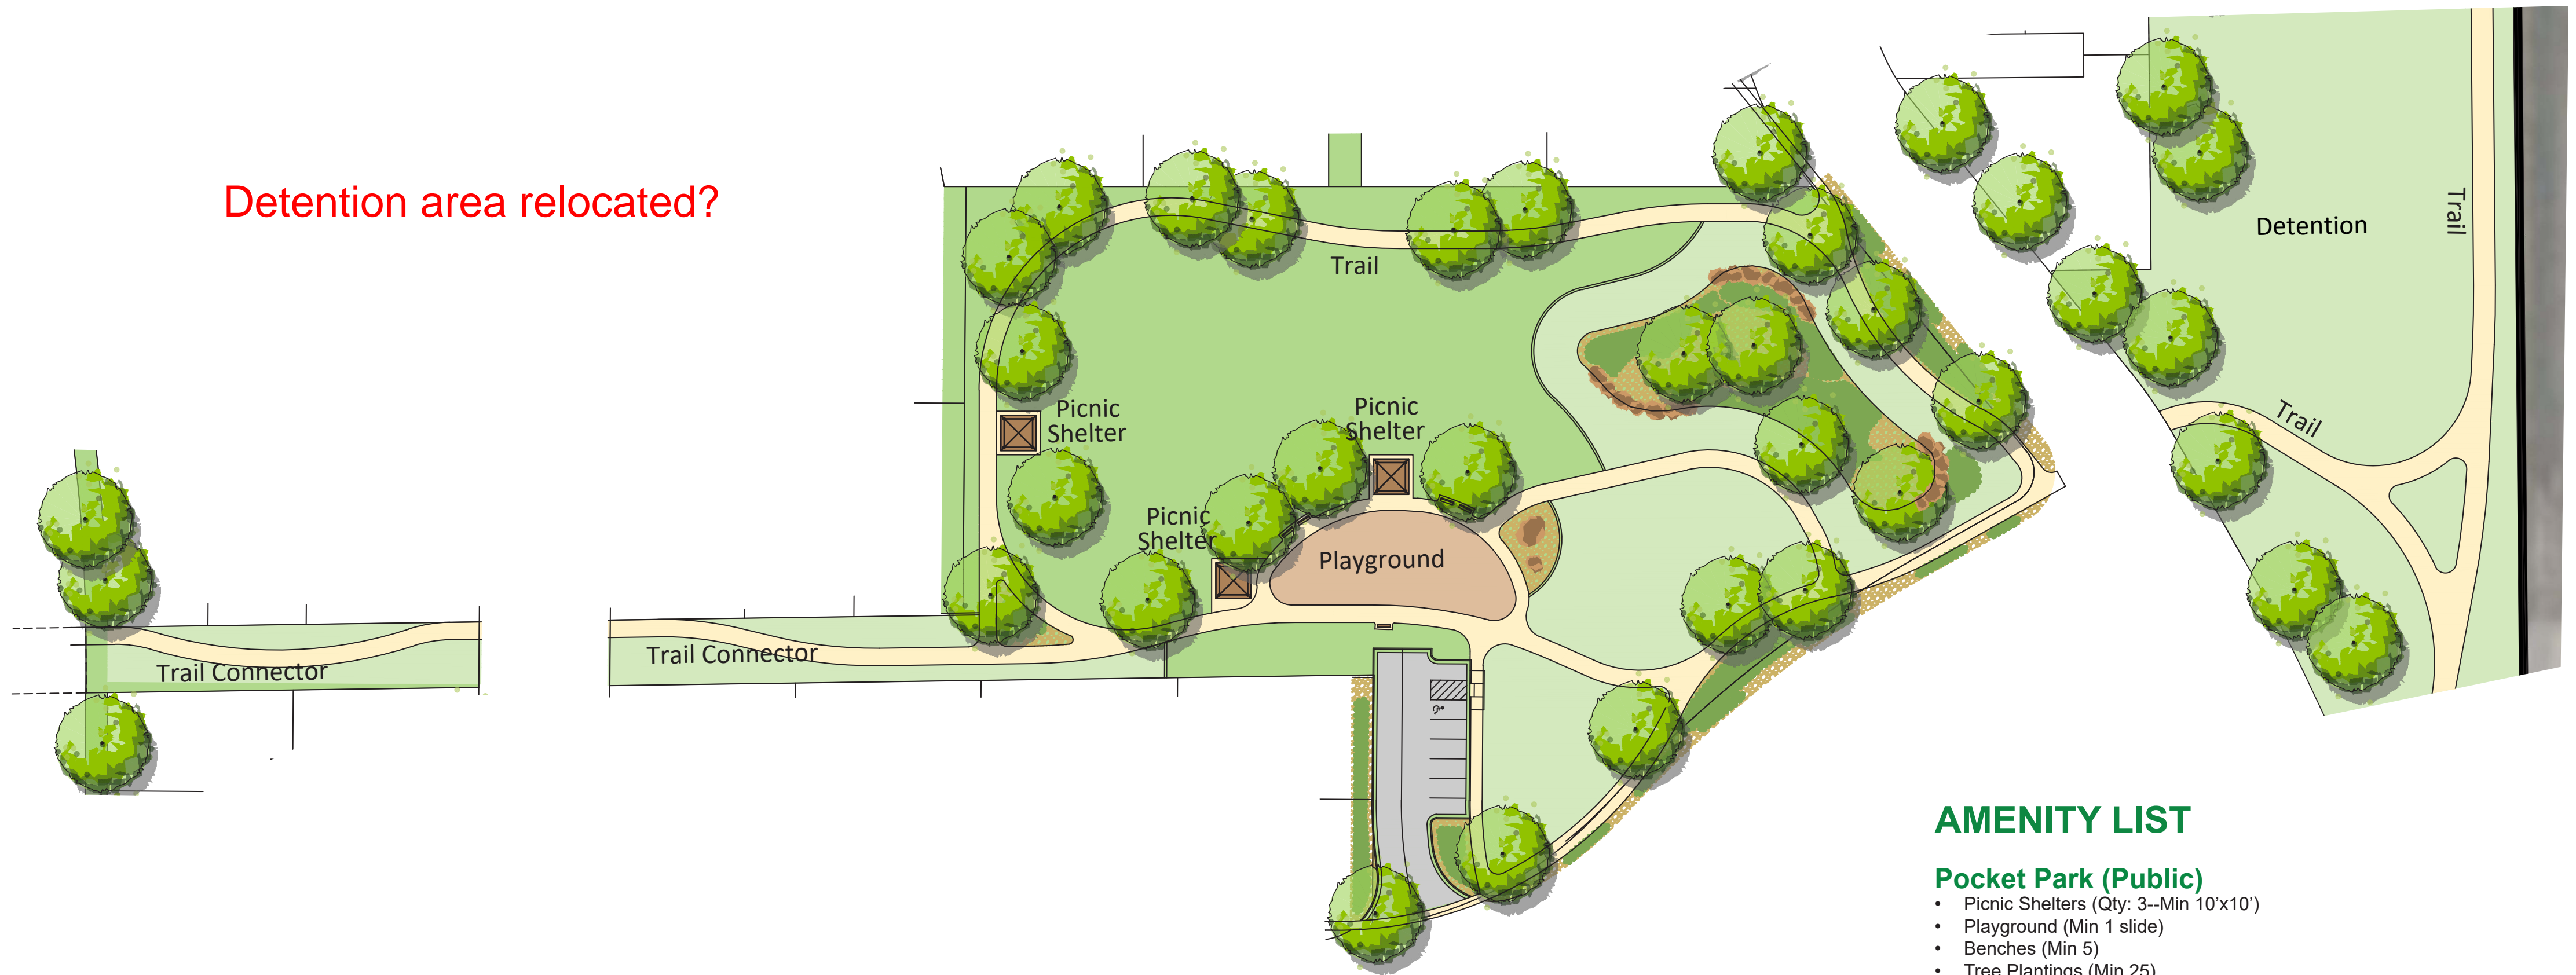 Detention area relocated?
Trail
Detention
Trail
Trail
Picnic
Shelter
Picnic
Shelter
Picnic
Shelter
Playground
Trail Connector
Trail Connector
AMENITY LIST
Pocket Park (Public)
• Picnic Shelters (Qty: 3--Min 10’x10’)
• Playground (Min 1 slide)
• Benches (Min 5)
• Tree Plantings (Min 25)